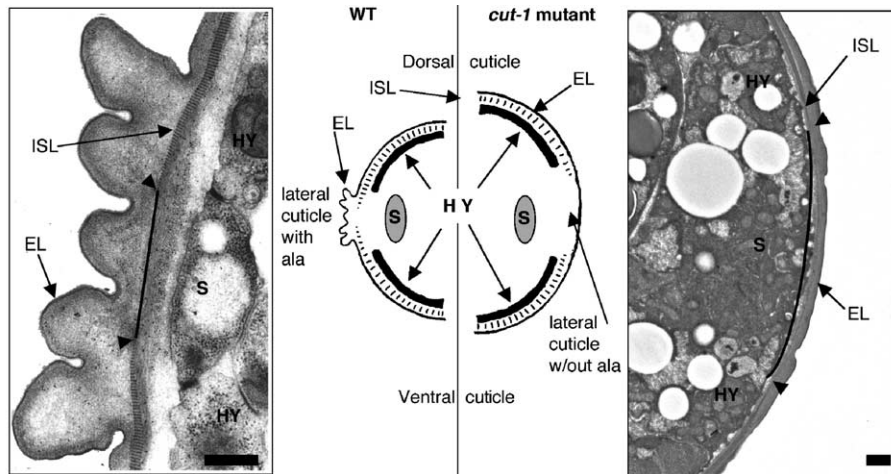 HY
ISL
S
EL
HY
WT
cut-1 mutant
Dorsal cuticle
ISL
EL
EL
lateral
cuticle
with
ala
S
H Y
S
lateral
cuticle
w/out ala
Ventral cuticle
ISL
HY
S
EL
HY